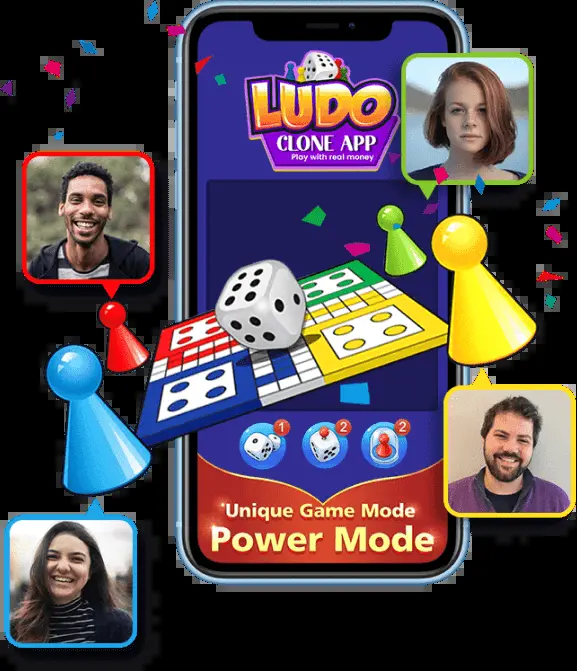 LUDO
CLONE APP
Play with real money
1
2
2
Unique Game Mode
Power Mode